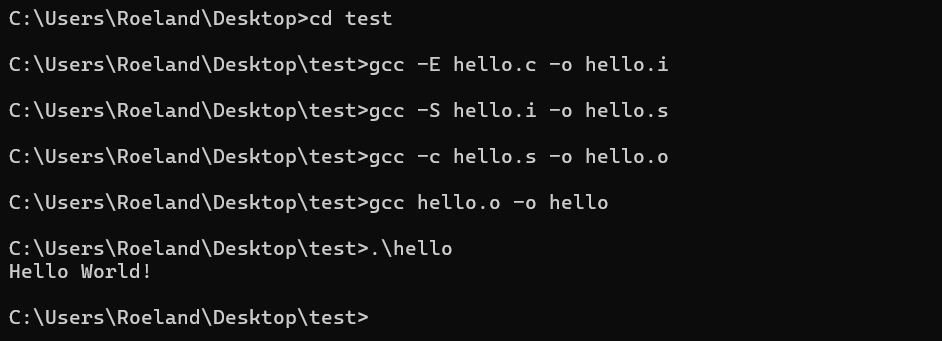 C:\Users\Roeland\Desktop>cd test
C:\Users\Roeland\Desktop\test>gcc -E hello.c -o hello.i
C:\Users\Roeland\Desktop\test>gcc -S hello.i -o hello.s
C:\Users\Roeland\Desktop\test>gcc -c hello.s -o hello.o
C:\Users\Roeland\Desktop\test>gcc hello.o -o hello
C:\Users\Roeland\Desktop\test>.\hello
Hello World!
C:\Users\Roeland\Desktop\test>